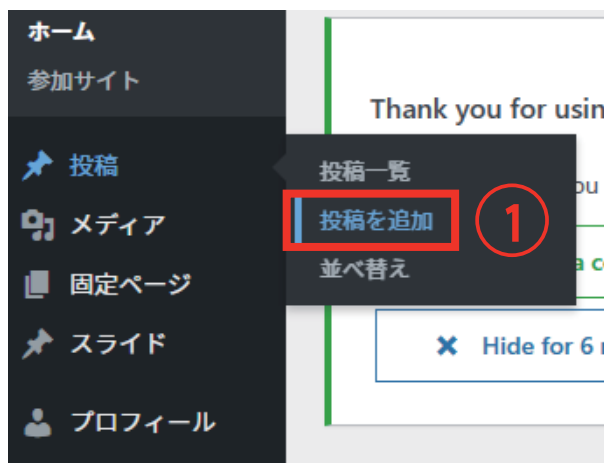 ホーム
参加サイト
投稿
メディア
固定ページ
スライド
プロフィール
投稿一覧
投稿を追加
並べ替え
1
Thank you for usin
ou
a c
Hide for 6